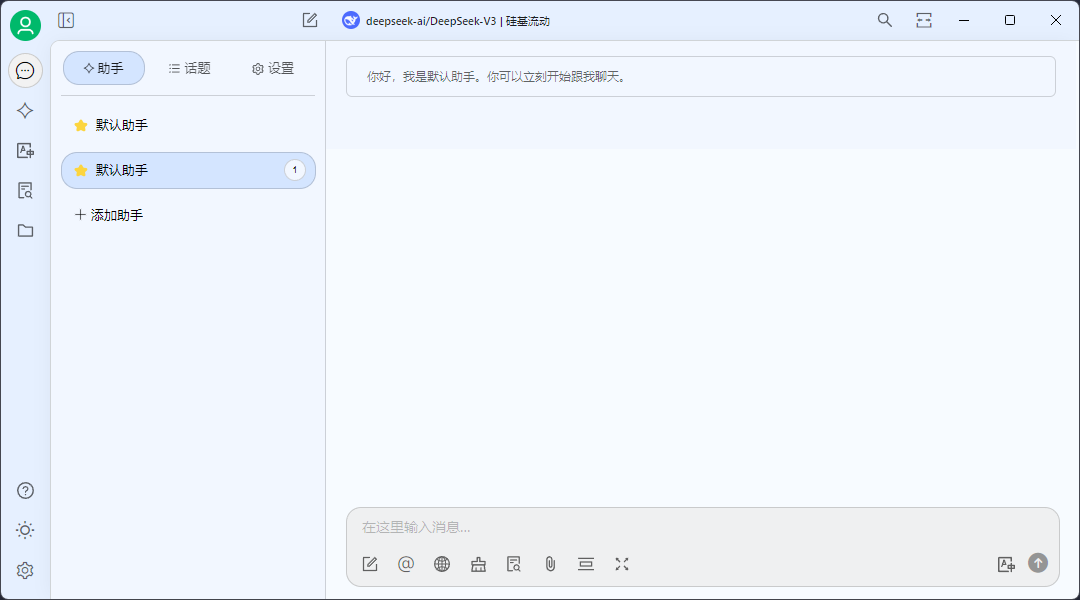 deepseek-ai/DeepSeek-V3 | 硅基流动
助手
话题
设置
默认助手
默认助手
1
添加助手
你好，我是默认助手。你可以立刻开始跟我聊天。
在这里输入消息...